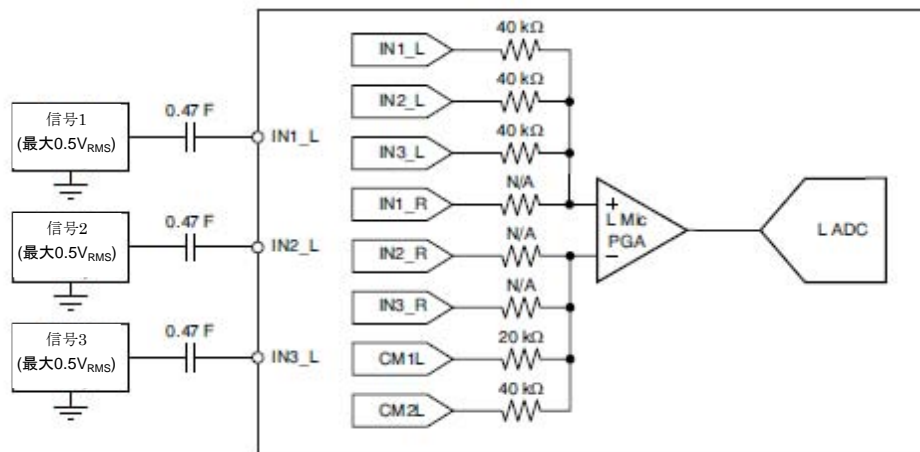 信号1
(最大0.5VRMS)
0.47 F
IN1_L
信号2
(最大0.5VRMS)
0.47 F
IN2_L
信号3
(最大0.5VRMS)
0.47 F
IN3_L
IN1_L
40 kΩ
IN2_L
40 kΩ
IN3_L
40 kΩ
IN1_R
N/A
IN2_R
N/A
IN3_R
N/A
CM1L
20 kΩ
CM2L
40 kΩ
+
L Mic
PGA
−
L ADC